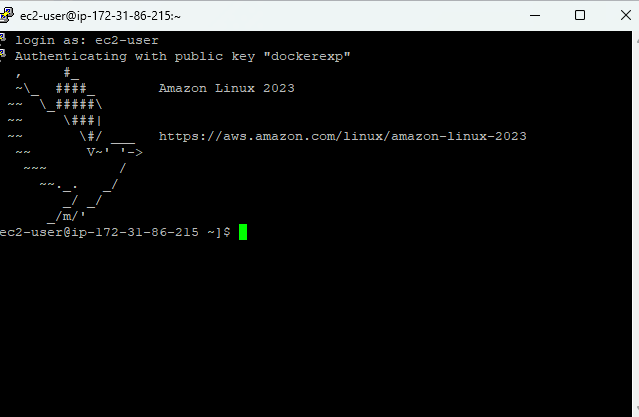 ec2-user@ip-172-31-86-215:~
login as: ec2-user
Authenticating with public key "dockerexp"
   ,     #_
   ~\_  ####_        Amazon Linux 2023
  ~~  \_#####\
  ~~     \###|
  ~~       \#/ ___   https://aws.amazon.com/linux/amazon-linux-2023
   ~~       V~' '->
    ~~~         /
      ~~._.   _/
         _/ _/
       _/m/'
ec2-user@ip-172-31-86-215 ~]$